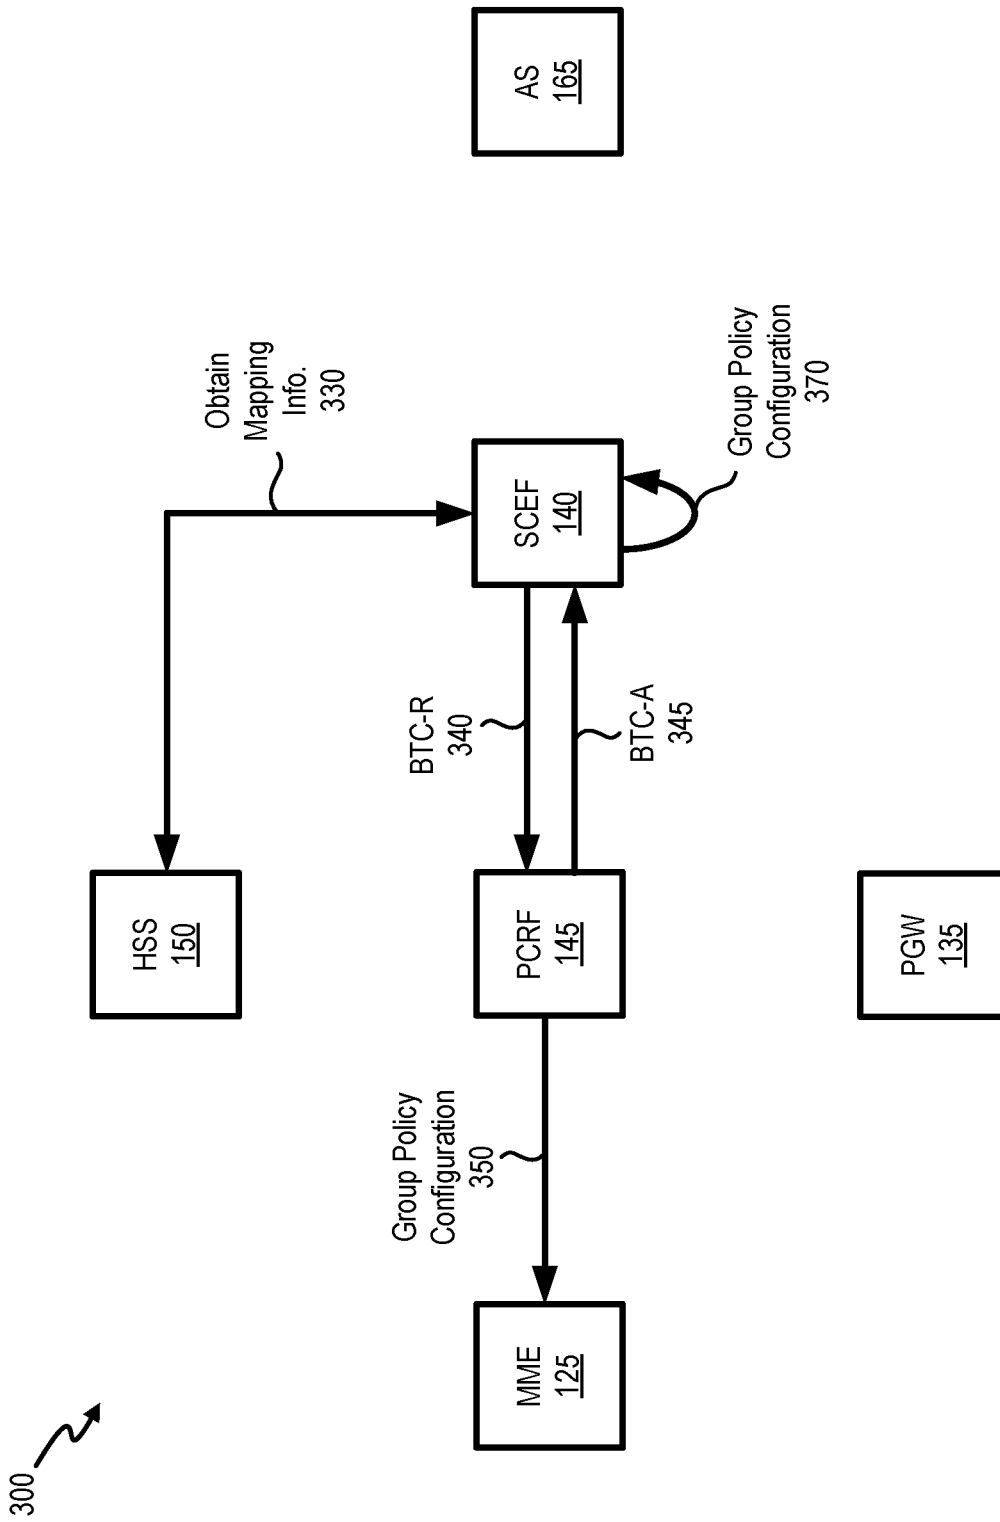 300
HSS
150
Obtain
Mapping
Info.
330
Group Policy
Configuration
350
BTC-R
340
MME
125
PCRF
145
SCEF
140
AS
165
BTC-A
345
Group Policy
Configuration
370
PGW
135